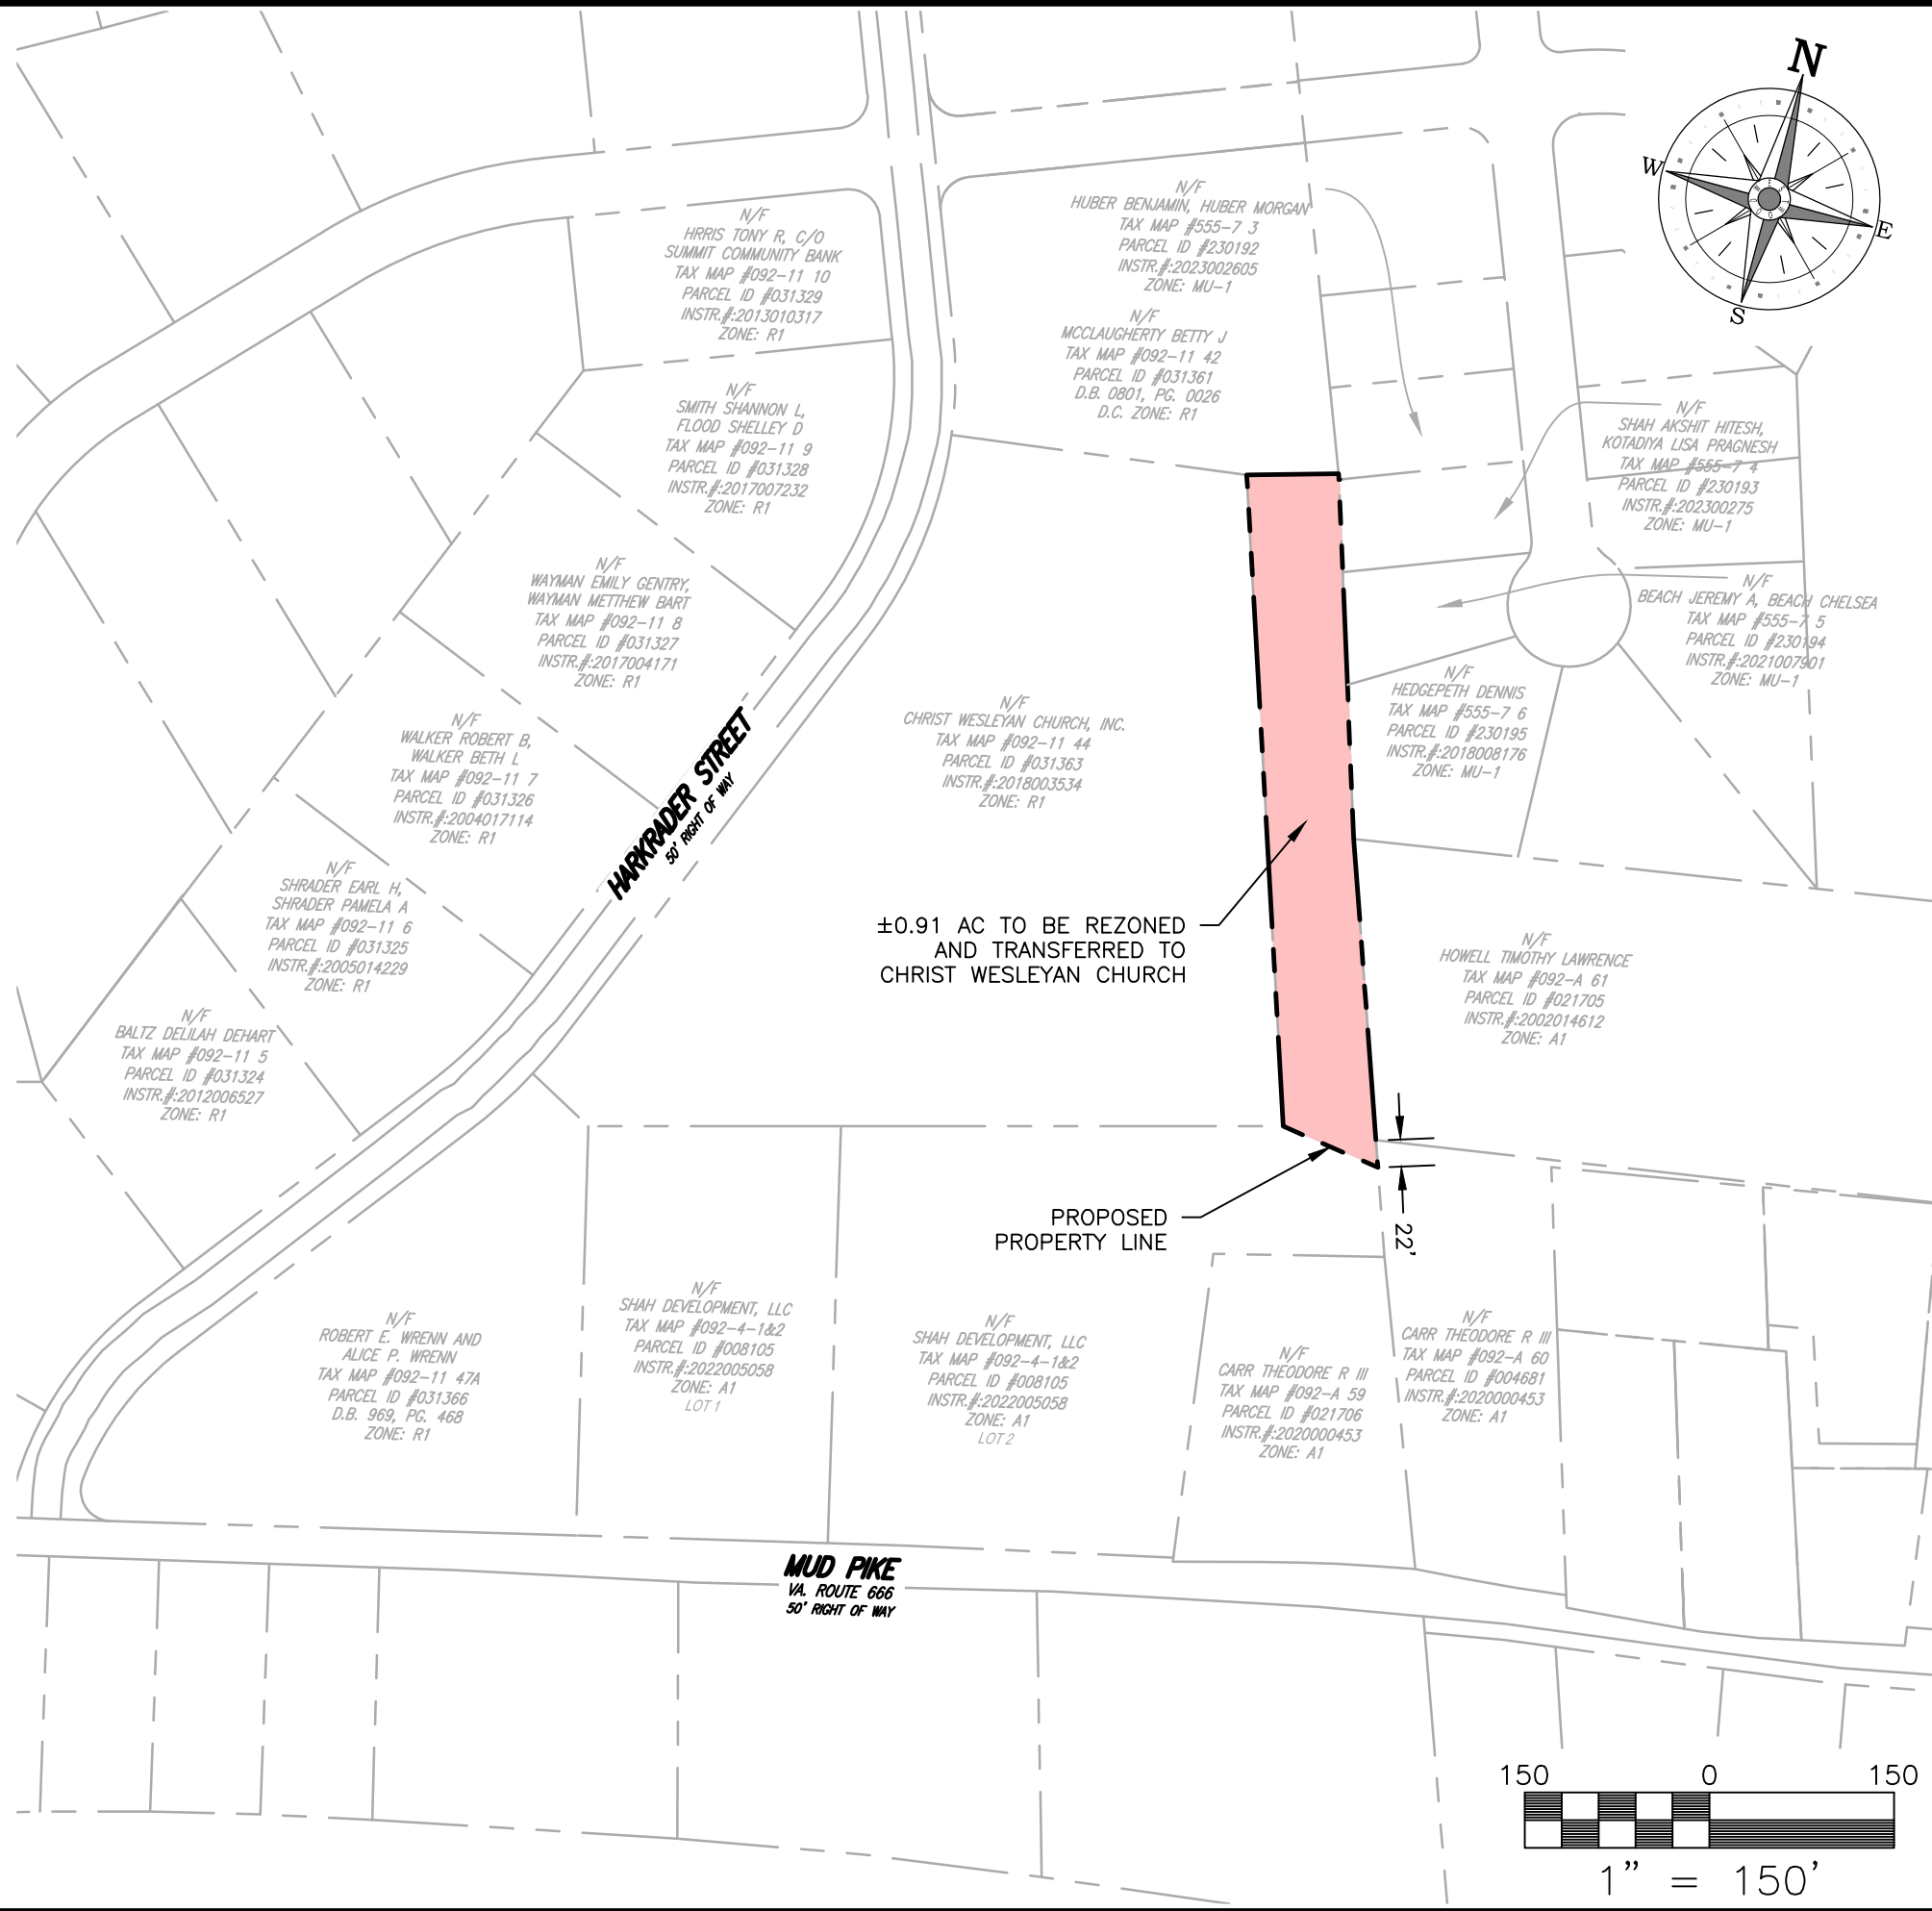 N
W
E
S
N/F
HRRIS TONY R, C/O
SUMMIT COMMUNITY BANK
TAX MAP #092-11 10
PARCEL ID #031329
INSTR.#:2013010317
ZONE: R1
N/F
HUBER BENJAMIN, HUBER MORGAN
TAX MAP #555-7 3
PARCEL ID #230192
INSTR.#:2023002605
ZONE: MU-1
N/F
MCCLAUGHERTY BETTY J
TAX MAP #092-11 42
PARCEL ID #031361
D.B. 0801, PG. 0026
D.C. ZONE: R1
N/F
SMITH SHANNON L,
FLOOD SHELLEY D
TAX MAP #092-11 9
PARCEL ID #031328
INSTR.#:2017007232
ZONE: R1
N/F
SHAH AKSHIT HITESH,
KOTADIYA LISA PRAGNESH
TAX MAP #555-7 4
PARCEL ID #230193
INSTR.#:202300275
ZONE: MU-1
N/F
WAYMAN EMILY GENTRY,
WAYMAN METTHEW BART
TAX MAP #092-11 8
PARCEL ID #031327
INSTR.#:2017004171
ZONE: R1
N/F
BEACH JEREMY A, BEACH CHELSEA
TAX MAP #555-7 5
PARCEL ID #230194
INSTR.#:2021007901
ZONE: MU-1
N/F
HEDGEPETH DENNIS
TAX MAP #555-7 6
PARCEL ID #230195
INSTR.#:2018008176
ZONE: MU-1
N/F
CHRIST WESLEYAN CHURCH, INC.
TAX MAP #092-11 44
PARCEL ID #031363
INSTR.#:2018003534
ZONE: R1
N/F
WALKER ROBERT B,
WALKER BETH L
TAX MAP #092-11 7
PARCEL ID #031326
INSTR.#:2004017114
ZONE: R1
HARKRADER STREET
50' RIGHT OF WAY
N/F
SHRADER EARL H,
SHRADER PAMELA A
TAX MAP #092-11 6
PARCEL ID #031325
INSTR.#:2005014229
ZONE: R1
±0.91 AC TO BE REZONED
AND TRANSFERRED TO
CHRIST WESLEYAN CHURCH
N/F
HOWELL TIMOTHY LAWRENCE
TAX MAP #092-A 61
PARCEL ID #021705
INSTR.#:2002014612
ZONE: A1
N/F
BALTZ DELILAH DEHART
TAX MAP #092-11 5
PARCEL ID #031324
INSTR.#:2012006527
ZONE: R1
PROPOSED
PROPERTY LINE
22'
N/F
ROBERT E. WRENN AND
ALICE P. WRENN
TAX MAP #092-11 47A
PARCEL ID #031366
D.B. 969, PG. 468
ZONE: R1
N/F
SHAH DEVELOPMENT, LLC
TAX MAP #092-4-1&2
PARCEL ID #008105
INSTR.#:2022005058
ZONE: A1
LOT 1
N/F
SHAH DEVELOPMENT, LLC
TAX MAP #092-4-1&2
PARCEL ID #008105
INSTR.#:2022005058
ZONE: A1
LOT 2
N/F
CARR THEODORE R III
TAX MAP #092-A 59
PARCEL ID #021706
INSTR.#:2020000453
ZONE: A1
N/F
CARR THEODORE R III
TAX MAP #092-A 60
PARCEL ID #004681
INSTR.#:2020000453
ZONE: A1
MUD PIKE
VA. ROUTE 666
50' RIGHT OF WAY
150 0 150
1" = 150'